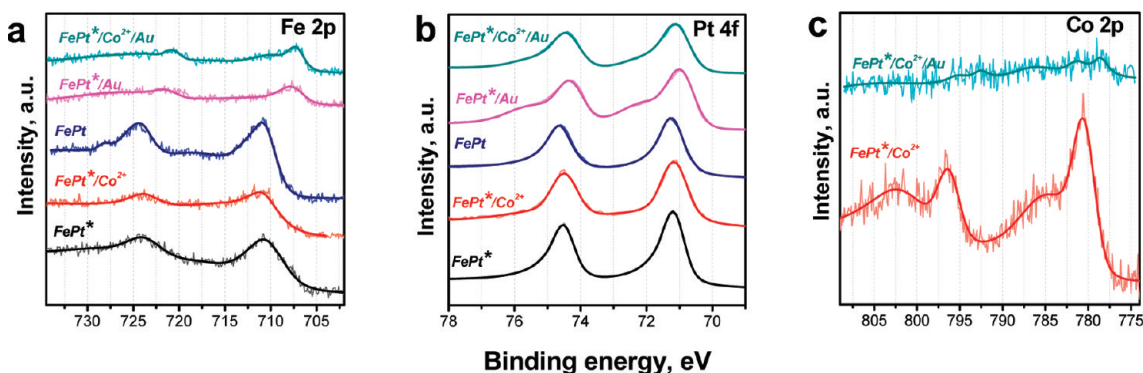 a
Fe 2p
FePt*/Co2+/Au
FePt*/Au
FePt
FePt*/Co2+
FePt*
Intensity, a.u.
730 725 720 715 710 705
b
Pt 4f
FePt*/Co2+/Au
FePt*/Au
FePt
FePt*/Co2+
FePt*
Intensity, a.u.
78 76 74 72 70
c
Co 2p
FePt*/Co2+/Au
FePt*/Co2+
Intensity, a.u.
805 800 795 790 785 780 775
Binding energy, eV